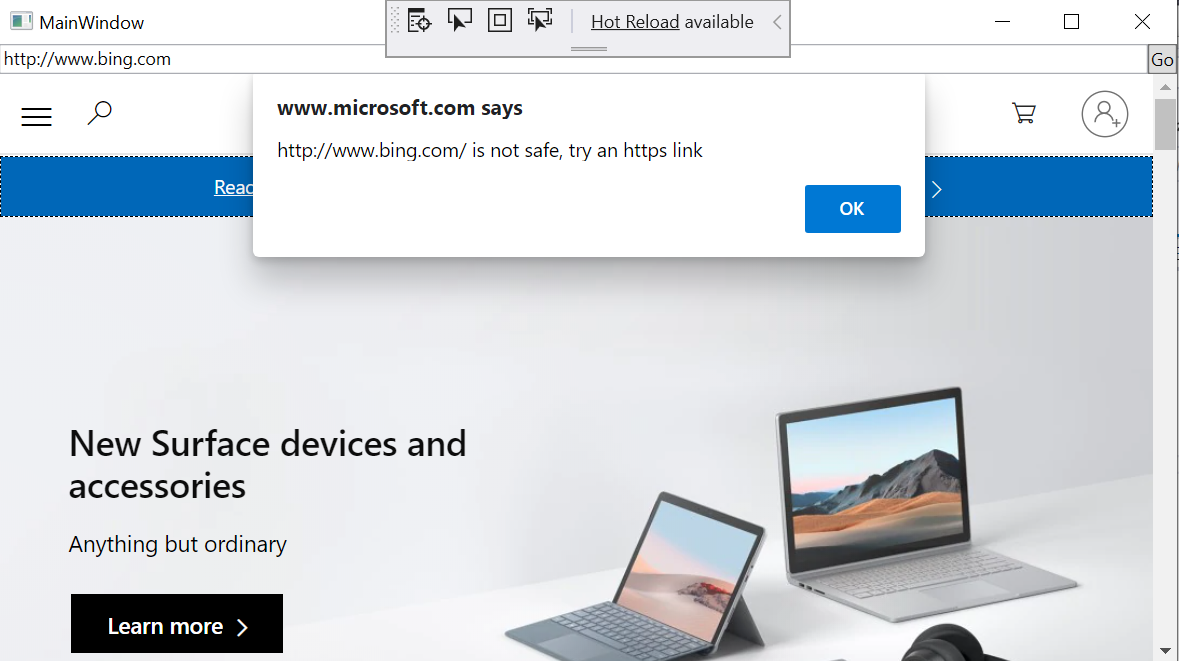 MainWindow
Hot Reload available
http://www.bing.com
Go
www.microsoft.com says
http://www.bing.com/ is not safe, try an https link
OK
New Surface devices and
accessories
Anything but ordinary
Learn more